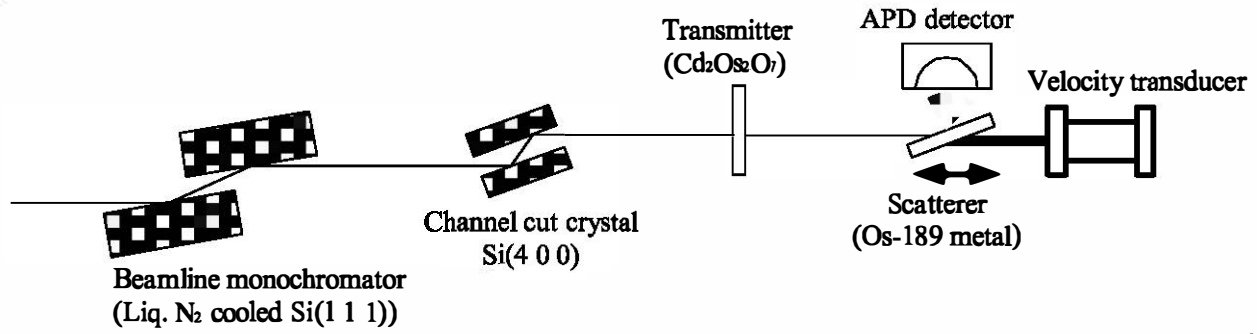 Transmitter
(Cd₂Os₂O₇)
APD detector
Velocity transducer
Channel cut crystal
Si(4 0 0)
Scatterer
(Os-189 metal)
Beamline monochromator
(Liq. N₂ cooled Si(1 1 1))